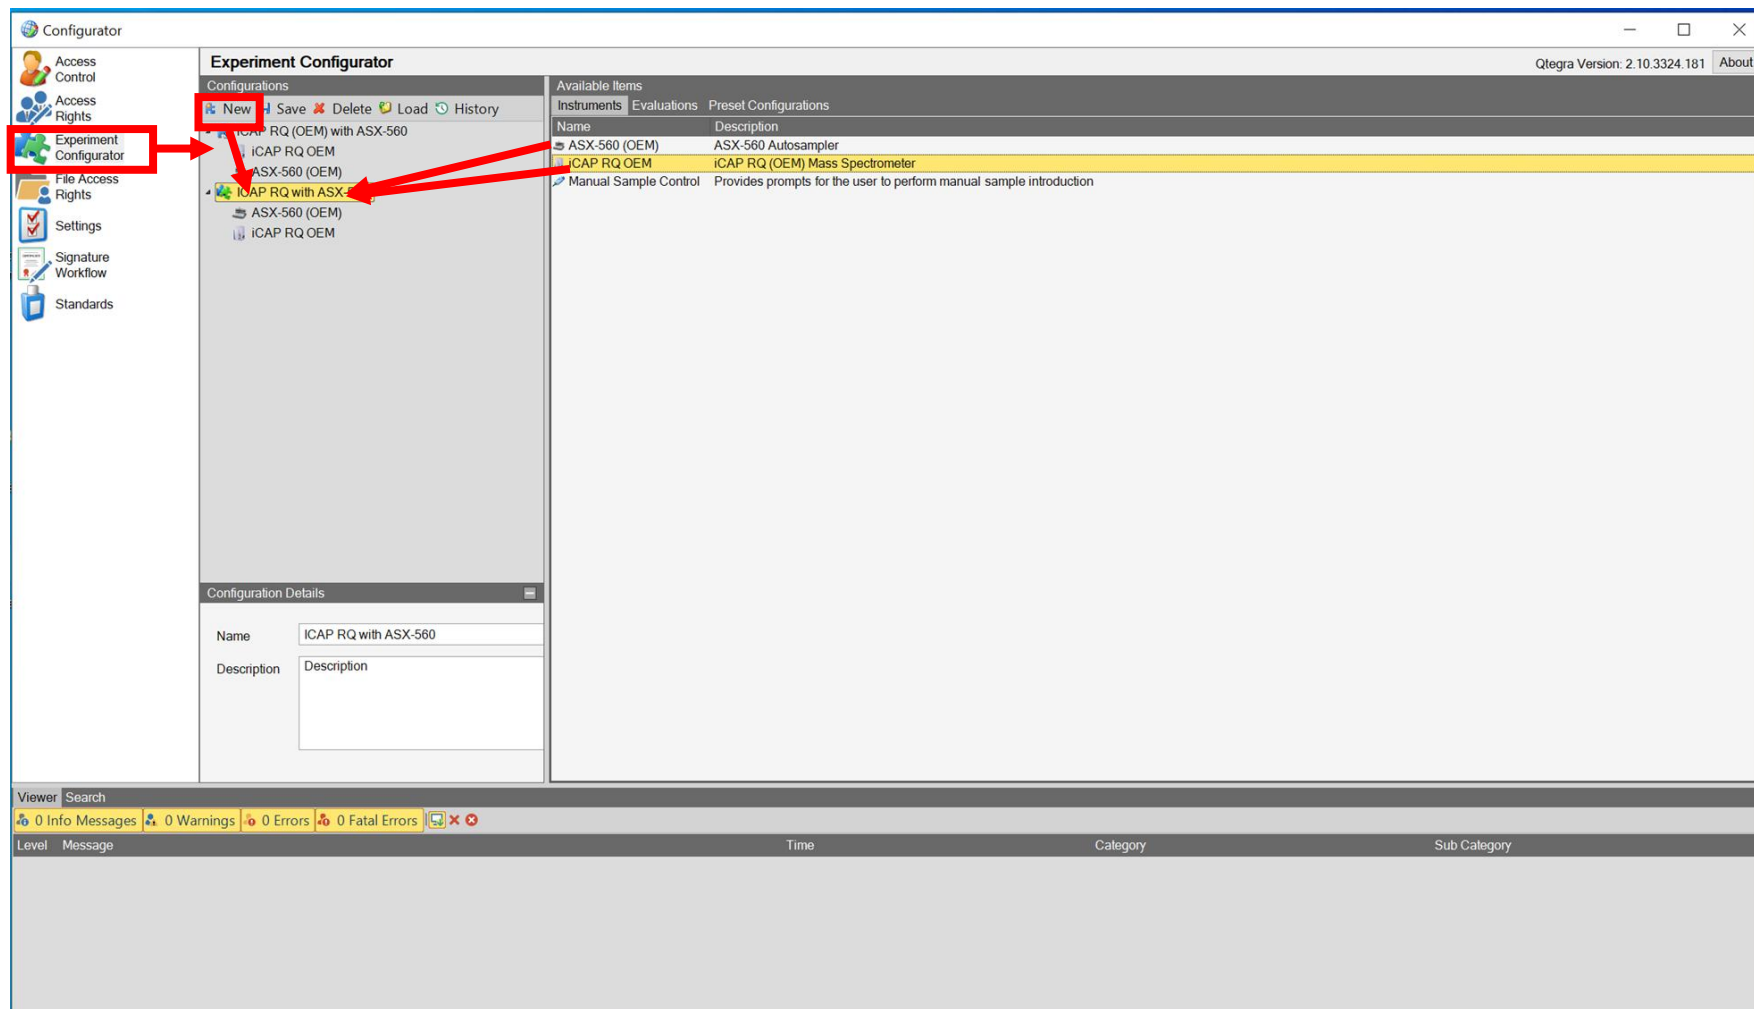 Configurator
Access
Control
Access
Rights
Experiment
Configurator
File Access
Rights
Settings
Signature
Workflow
Standards
Experiment Configurator
Qtegra Version: 2.10.3324.181 About
Configurations
New Save Delete Load History
iCAP RQ (OEM) with ASX-560
iCAP RQ OEM
ASX-560 (OEM)
ICAP RQ with ASX-
ASX-560 (OEM)
iCAP RQ OEM
Available Items
Instruments Evaluations Preset Configurations
Name Description
ASX-560 (OEM) ASX-560 Autosampler
iCAP RQ OEM iCAP RQ (OEM) Mass Spectrometer
Manual Sample Control Provides prompts for the user to perform manual sample introduction
Configuration Details
Name ICAP RQ with ASX-560
Description Description
Viewer Search
0 Info Messages 0 Warnings 0 Errors 0 Fatal Errors
Level Message Time Category Sub Category